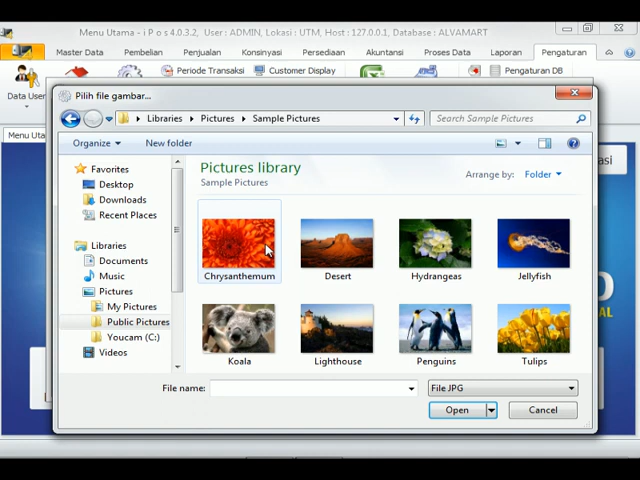 Menu Utama - i P o s 4.0.3.2, User : ADMIN, Lokasi : UTM, Host : 127.0.0.1, Database : ALVAMART
Master Data Pembelian Penjualan Konsinyasi Persediaan Akuntansi Proses Data Laporan Pengaturan
Data User Periode Transaksi Customer Display Pengaturan DB
Pilih file gambar...
Libraries Pictures Sample Pictures Search Sample Pictures
Menu Uta
Organize New folder
Favorites
Desktop
Downloads
Recent Places
Libraries
Documents
Music
Pictures
My Pictures
Public Pictures
Youcam (C:)
Videos
Pictures library
Sample Pictures
Arrange by: Folder
Chrysanthemum Desert Hydrangeas Jellyfish
Koala Lighthouse Penguins Tulips
File name: File JPG
Open Cancel